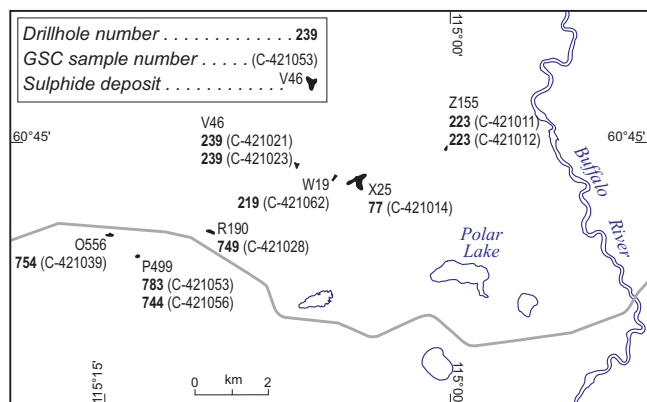 Drillhole number . . . . . . . . . . . . . 239
GSC sample number . . . . . (C-421053)
Sulphide deposit . . . . . . . . . . . . V46
115°00'
Z155
223 (C-421011)
223 (C-421012)
60°45'
60°45'
V46
239 (C-421021)
239 (C-421023)
W19
219 (C-421062)
X25
77 (C-421014)
Buffalo
River
R190
749 (C-421028)
O556
754 (C-421039)
P499
783 (C-421053)
744 (C-421056)
Polar
Lake
115°15'
0 km 2
115°00'